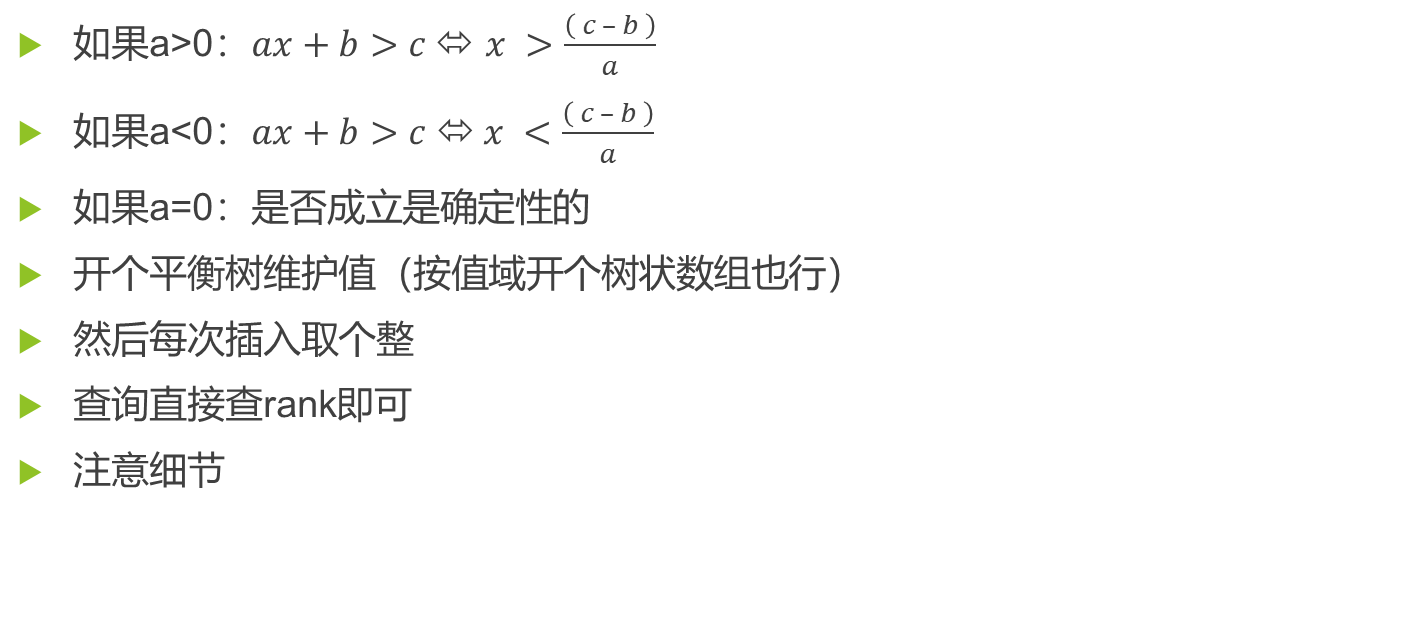 如果a>0：ax + b > c ⇔ x > (c−b)/a
如果a<0：ax + b > c ⇔ x < (c−b)/a
如果a=0：是否成立是确定性的
开个平衡树维护值（按值域开个树状数组也行）
然后每次插入取个整
查询直接查rank即可
注意细节